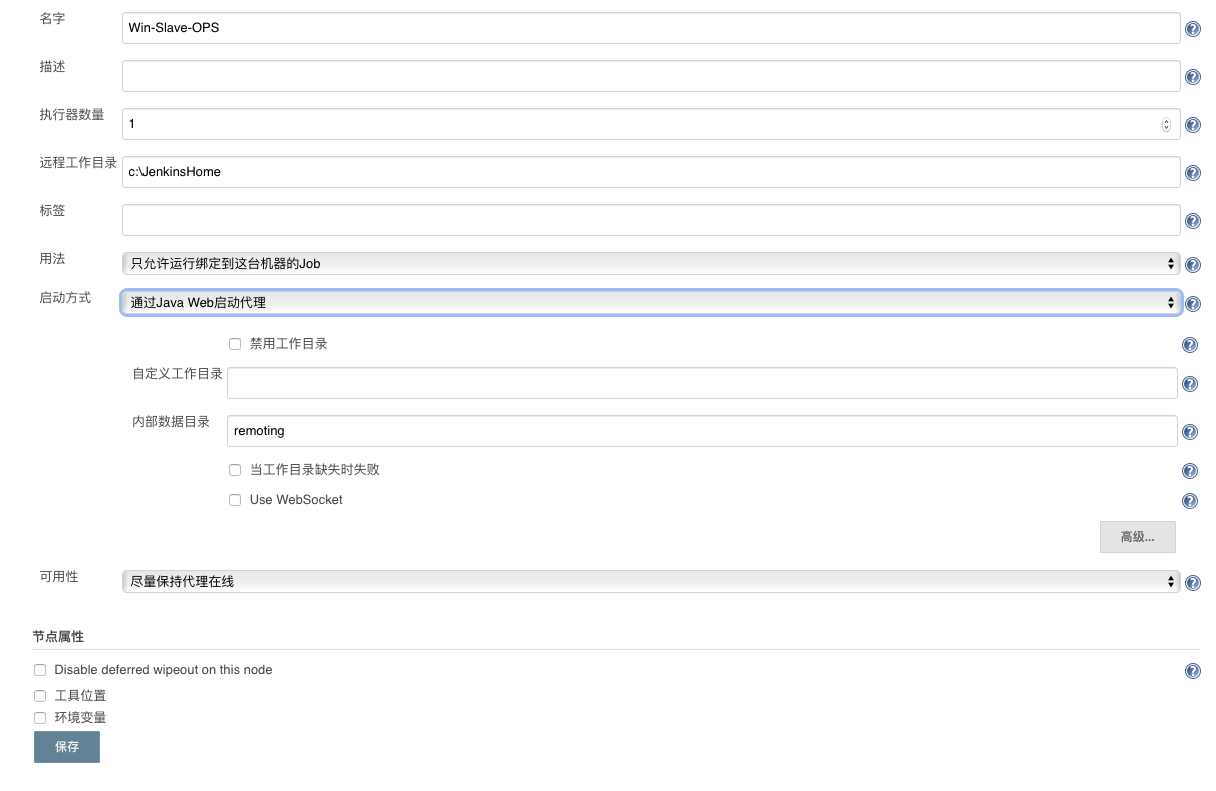 名字
Win-Slave-OPS
描述
执行器数量
1
远程工作目录
c:\JenkinsHome
标签
用法
只允许运行绑定到这台机器的Job
启动方式
通过Java Web启动代理
禁用工作目录
自定义工作目录
内部数据目录
remoting
当工作目录缺失时失败
Use WebSocket
高级...
可用性
尽量保持代理在线
节点属性
Disable deferred wipeout on this node
工具位置
环境变量
保存